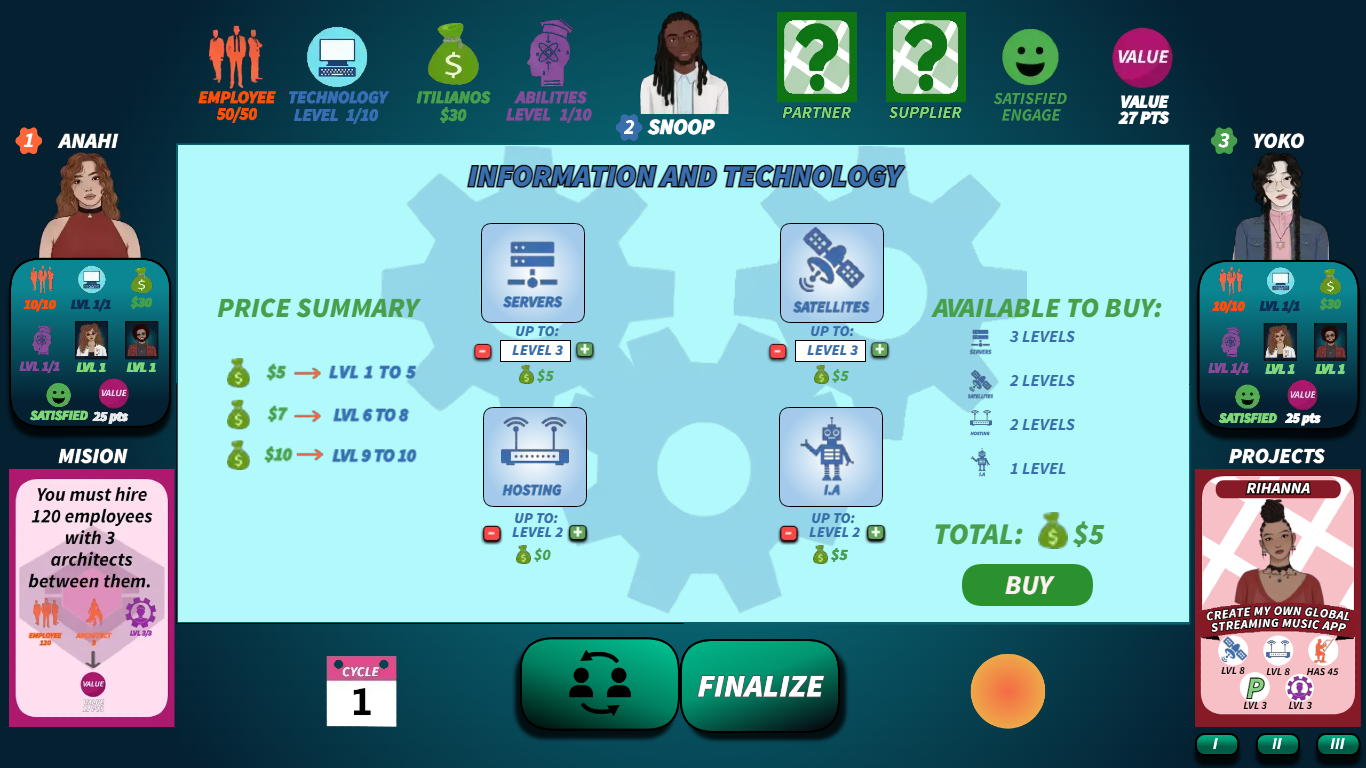 EMPLOYEE
50/50
TECHNOLOGY
LEVEL 1/10
$
ITILIANOS
$30
ABILITIES
LEVEL 1/10
2 SNOOP
?
PARTNER
?
SUPPLIER
SATISFIED
ENGAGE
VALUE
VALUE
27 PTS
1 ANAHI
10/10
LVL 1/1
$30
LVL 1/1
LVL 1
LVL 1
VALUE
SATISFIED
25 pts
MISION
You must hire
120 employees
with 3
architects
between them.
EMPLOYEE
120
ARCHITECT
3
LVL 3/3
VALUE
INFORMATION AND TECHNOLOGY
PRICE SUMMARY
$5 → LVL 1 TO 5
$7 → LVL 6 TO 8
$10 → LVL 9 TO 10
SERVERS
UP TO:
- LEVEL 3 +
$5
SATELLITES
UP TO:
- LEVEL 3 +
$5
HOSTING
UP TO:
- LEVEL 2 +
$0
I.A
UP TO:
- LEVEL 2 +
$5
AVAILABLE TO BUY:
SERVERS
3 LEVELS
SATELLITES
2 LEVELS
HOSTING
2 LEVELS
I.A
1 LEVEL
TOTAL: $5
BUY
3 YOKO
10/10
LVL 1/1
$30
LVL 1/1
LVL 1
LVL 1
VALUE
SATISFIED
25 pts
PROJECTS
RIHANNA
CREATE MY OWN GLOBAL
STREAMING MUSIC APP
LVL 8
LVL 8
HAS 45
P
LVL 3
LVL 3
I
II
III
CYCLE
1
FINALIZE